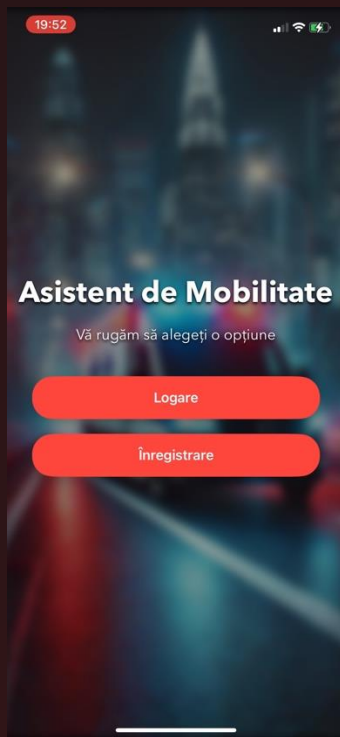 19:52
Asistent de Mobilitate
Vă rugăm să alegeți o opțiune
Logare
Înregistrare